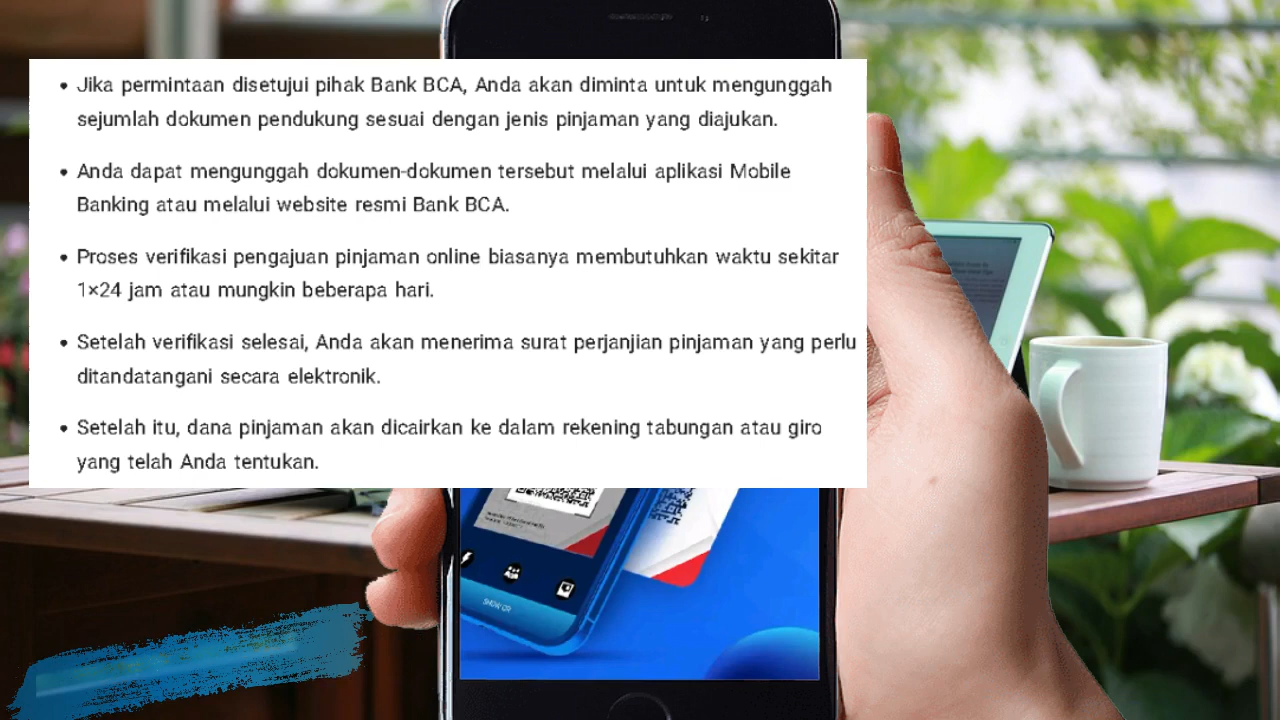 • Jika permintaan disetujui pihak Bank BCA, Anda akan diminta untuk mengunggah
sejumlah dokumen pendukung sesuai dengan jenis pinjaman yang diajukan.
• Anda dapat mengunggah dokumen-dokumen tersebut melalui aplikasi Mobile
Banking atau melalui website resmi Bank BCA.
• Proses verifikasi pengajuan pinjaman online biasanya membutuhkan waktu sekitar
1×24 jam atau mungkin beberapa hari.
• Setelah verifikasi selesai, Anda akan menerima surat perjanjian pinjaman yang perlu
ditandatangani secara elektronik.
• Setelah itu, dana pinjaman akan dicairkan ke dalam rekening tabungan atau giro
yang telah Anda tentukan.
SHOW QR